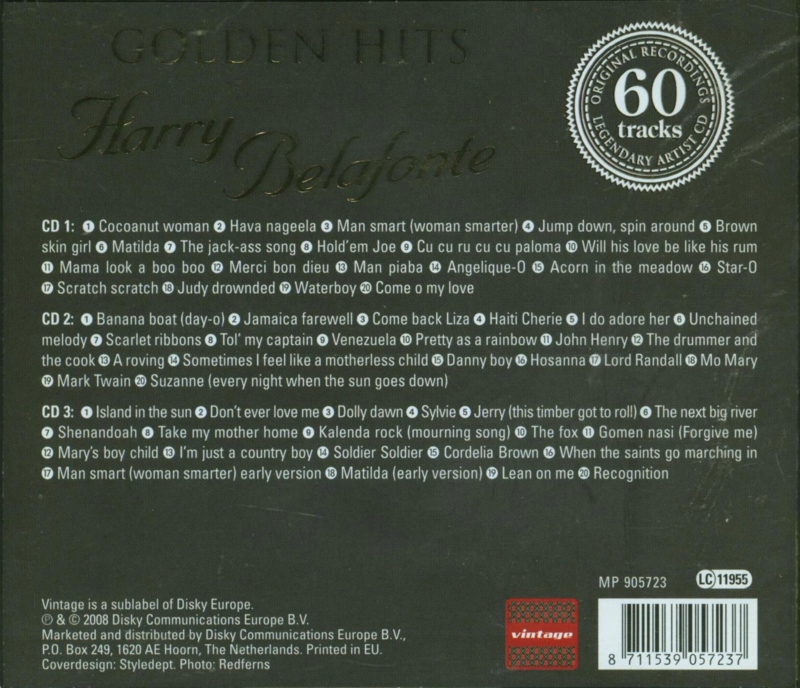 GOLDEN HITS
Harry
Belafonte
ORIGINAL RECORDINGS
60
tracks
LEGENDARY ARTIST CD
CD 1: 1 Cocoanut woman 2 Hava nageela 3 Man smart (woman smarter) 4 Jump down, spin around 5 Brown
skin girl 6 Matilda 7 The jack-ass song 8 Hold'em Joe 9 Cu cu ru cu cu paloma 10 Will his love be like his rum
11 Mama look a boo boo 12 Merci bon dieu 13 Man piaba 14 Angelique-O 15 Acorn in the meadow 16 Star-O
17 Scratch scratch 18 Judy drownded 19 Waterboy 20 Come o my love
CD 2: 1 Banana boat (day-o) 2 Jamaica farewell 3 Come back Liza 4 Haiti Cherie 5 I do adore her 6 Unchained
melody 7 Scarlet ribbons 8 Tol' my captain 9 Venezuela 10 Pretty as a rainbow 11 John Henry 12 The drummer and
the cook 13 A roving 14 Sometimes I feel like a motherless child 15 Danny boy 16 Hosanna 17 Lord Randall 18 Mo Mary
19 Mark Twain 20 Suzanne (every night when the sun goes down)
CD 3: 1 Island in the sun 2 Don't ever love me 3 Dolly dawn 4 Sylvie 5 Jerry (this timber got to roll) 6 The next big river
7 Shenandoah 8 Take my mother home 9 Kalenda rock (mourning song) 10 The fox 11 Gomen nasi (Forgive me)
12 Mary's boy child 13 I'm just a country boy 14 Soldier Soldier 15 Cordelia Brown 16 When the saints go marching in
17 Man smart (woman smarter) early version 18 Matilda (early version) 19 Lean on me 20 Recognition
MP 905723 LC 11955
Vintage is a sublabel of Disky Europe.
℗ & © 2008 Disky Communications Europe B.V.
Marketed and distributed by Disky Communications Europe B.V.,
P.O. Box 249, 1620 AE Hoorn, The Netherlands. Printed in EU.
Coverdesign: Styledept. Photo: Redferns
vintage
8 711539 057237